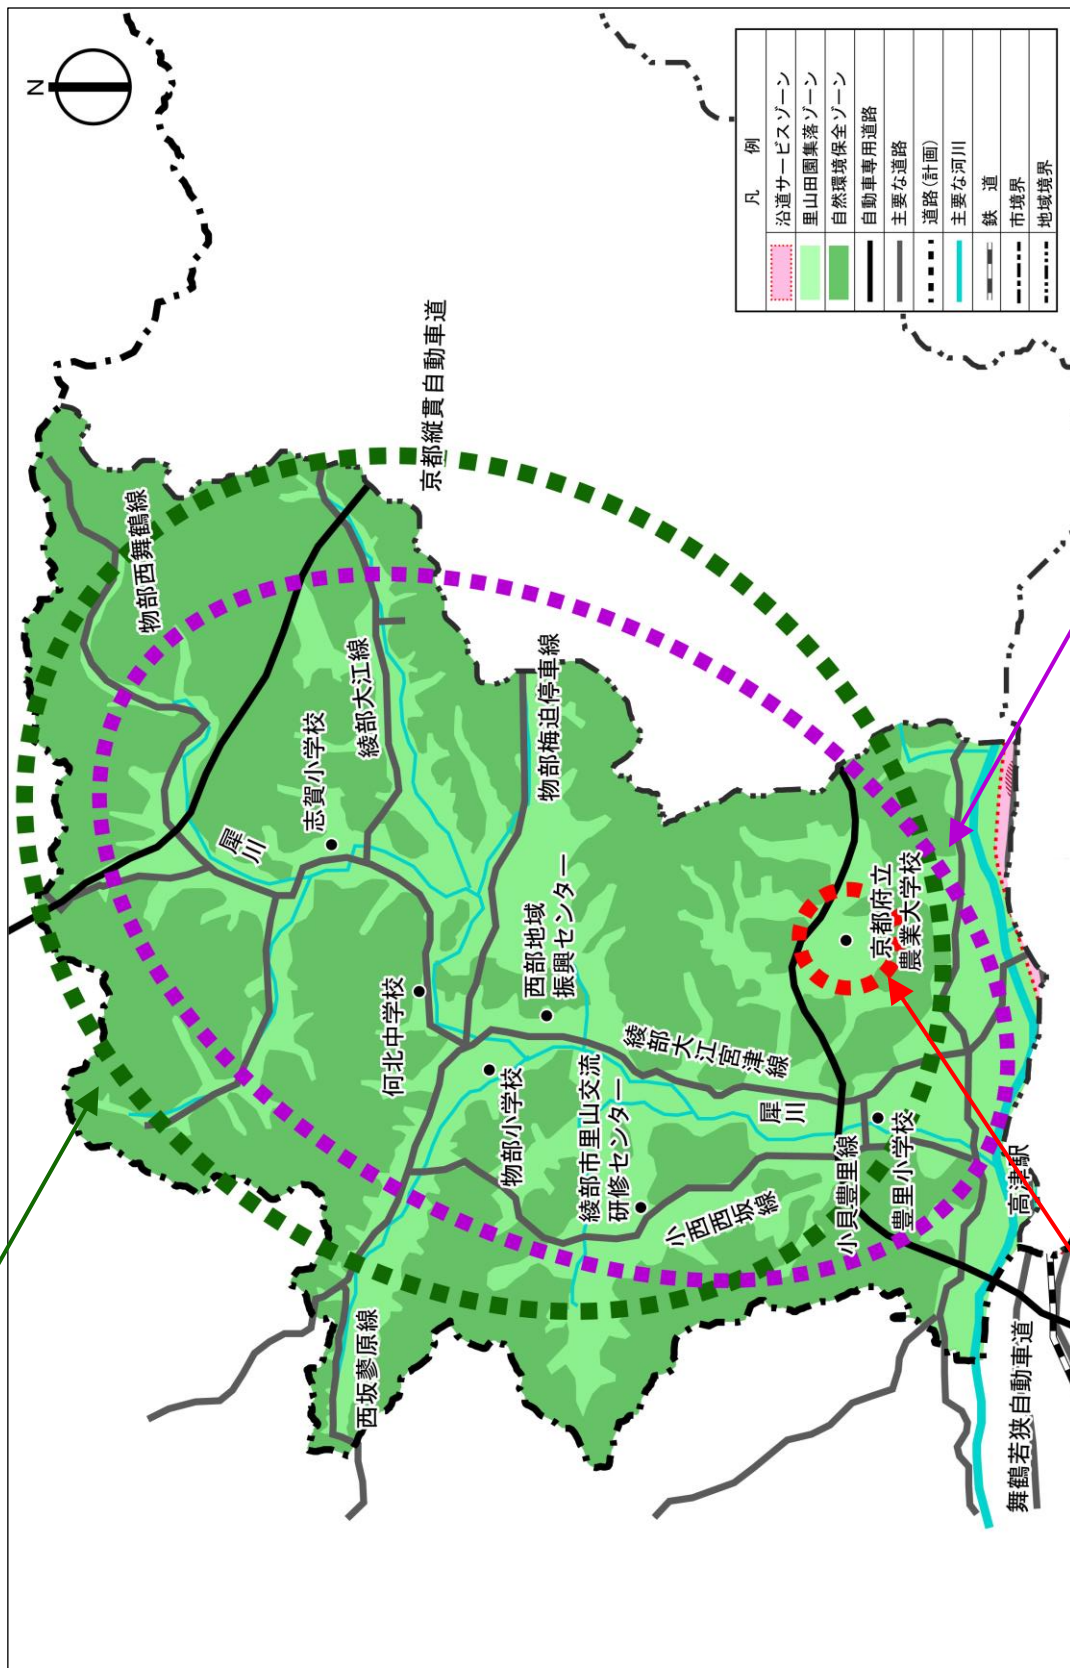 N
凡 例
沿道サービスゾーン
里山田園集落ゾーン
自然環境保全ゾーン
自動車専用道路
主要な道路
道路(計画)
主要な河川
鉄 道
市境界
地域境界
京都縦貫自動車道
物部西舞鶴線
綾部大江線
志賀小学校
犀川
物部梅迫停車線
何北中学校
西部地域
振興センター
物部小学校
綾部大江宮津線
京都府立
農業大学校
綾部市里山交流
研修センター
犀川
小西西坂線
小貝豊里線
豊里小学校
高津駅
西坂蓼原線
舞鶴若狭自動車道